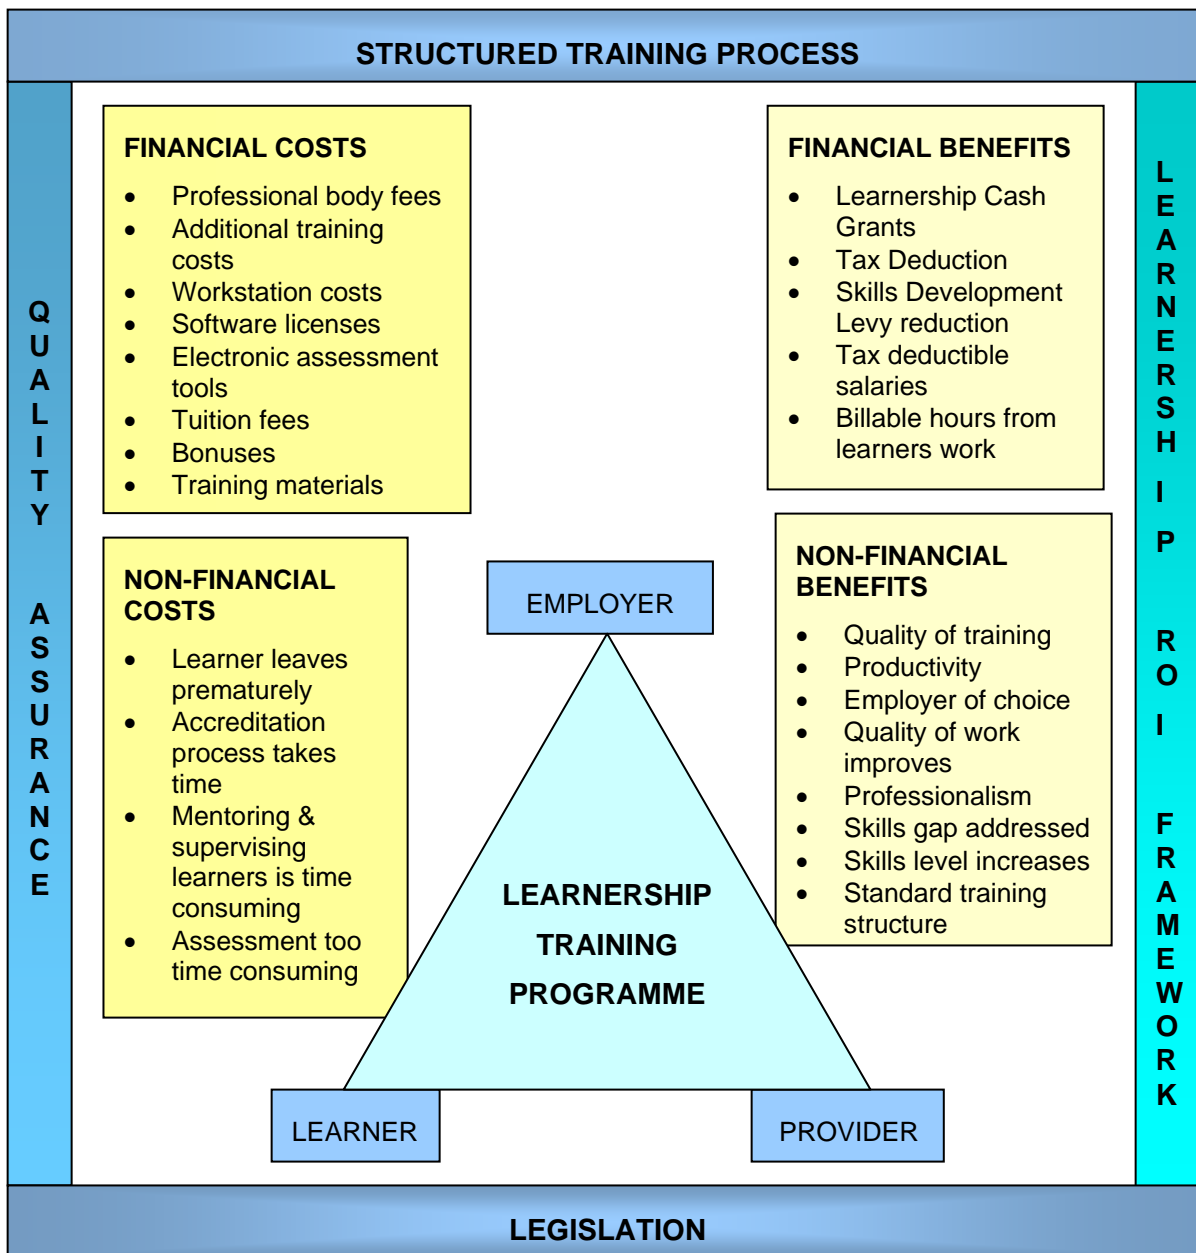 STRUCTURED TRAINING PROCESS
QUALITY ASSURANCE
FINANCIAL COSTS
• Professional body fees
• Additional training
costs
• Workstation costs
• Software licenses
• Electronic assessment
tools
• Tuition fees
• Bonuses
• Training materials
NON-FINANCIAL
COSTS
• Learner leaves
prematurely
• Accreditation
process takes
time
• Mentoring &
supervising
learners is time
consuming
• Assessment too
time consuming
FINANCIAL BENEFITS
• Learnership Cash
Grants
• Tax Deduction
• Skills Development
Levy reduction
• Tax deductible
salaries
• Billable hours from
learners work
NON-FINANCIAL
BENEFITS
• Quality of training
• Productivity
• Employer of choice
• Quality of work
improves
• Professionalism
• Skills gap addressed
• Skills level increases
• Standard training
structure
EMPLOYER
LEARNERSHIP
TRAINING
PROGRAMME
LEARNER
PROVIDER
LEARNERSHIP ROI FRAMEWORK
LEGISLATION